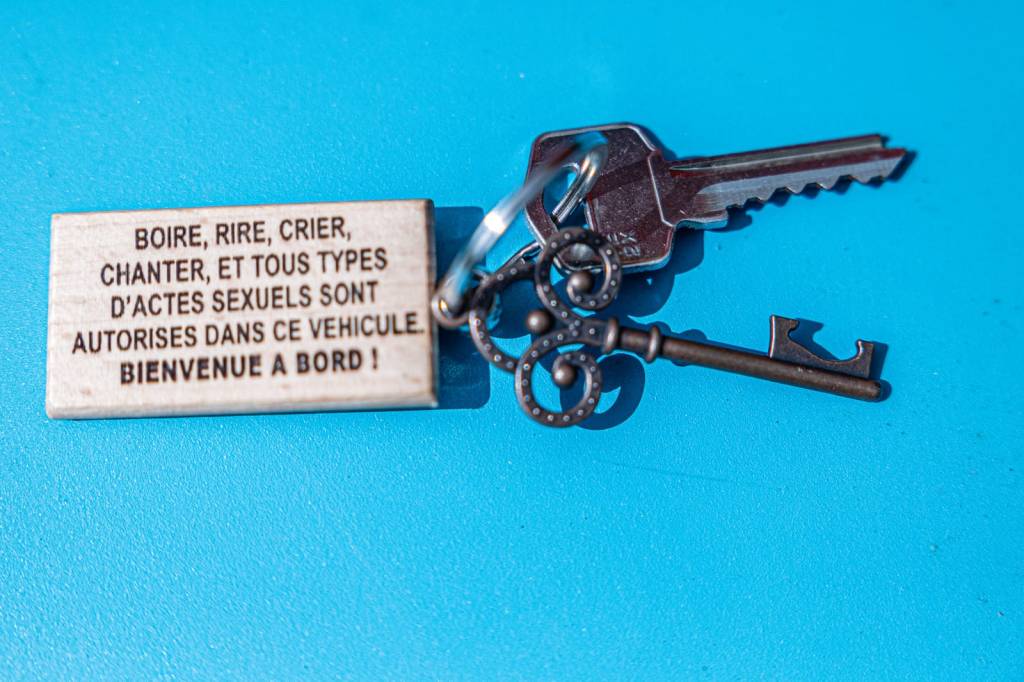 BOIRE, RIRE, CRIER,
CHANTER, ET TOUS TYPES
D'ACTES SEXUELS SONT
AUTORISES DANS CE VEHICULE.
BIENVENUE A BORD !